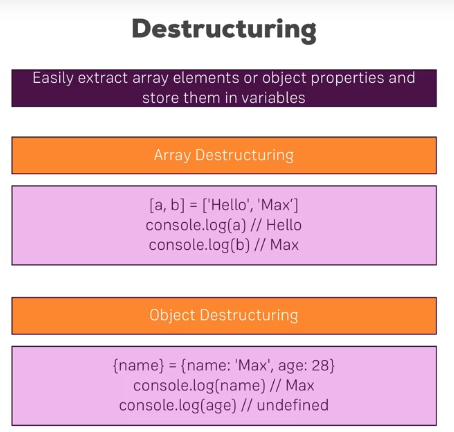 Destructuring
Easily extract array elements or object properties and
store them in variables
Array Destructuring
[a, b] = ['Hello', 'Max']
console.log(a) // Hello
console.log(b) // Max
Object Destructuring
{name} = {name: 'Max', age: 28}
console.log(name) // Max
console.log(age) // undefined